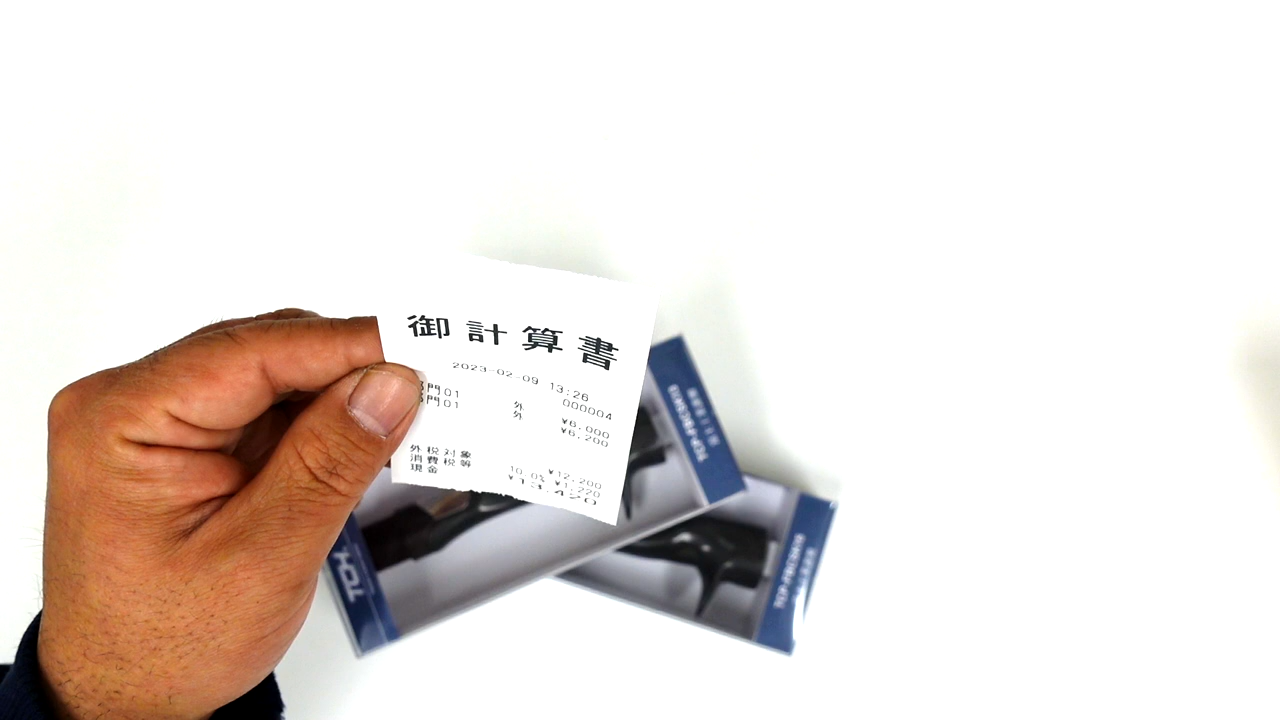 御計算書
2023-02-09 13:26
000004
門01 外 ¥6,000
門01 外 ¥6,200
外税対象 ¥12,200
消費税等 10.0% ¥1,220
現金 ¥13,420